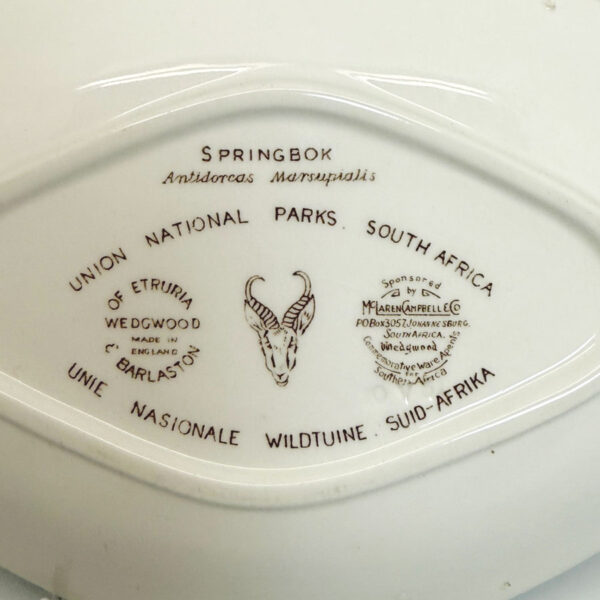 SPRINGBOK
Antidorcas Marsupialis
UNION NATIONAL PARKS. SOUTH AFRICA
OF ETRURIA
WEDGWOOD
MADE IN
ENGLAND
& BARLASTON
Sponsored
by
McLAREN CAMPBELL & Co
PO Box 3057 JOHANNESBURG.
SOUTH AFRICA.
Wedgwood
Commemorative Ware Agents
for
Southern Africa
UNIE NASIONALE WILDTUINE. SUID-AFRIKA